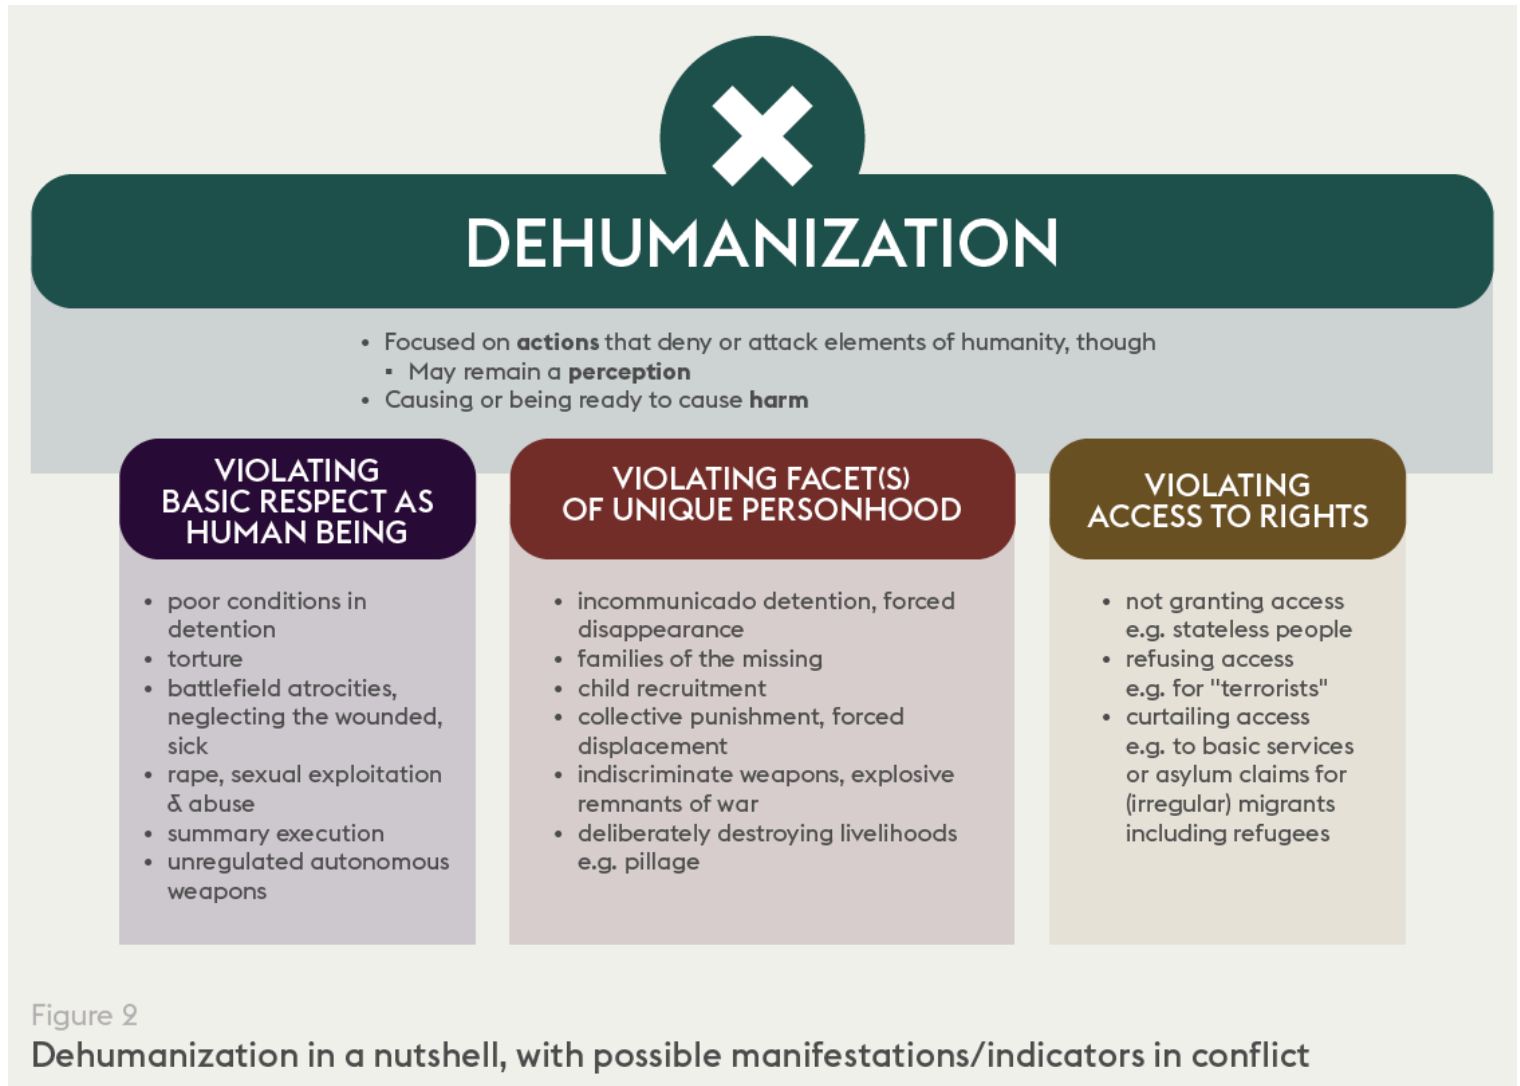 DEHUMANIZATION
• Focused on actions that deny or attack elements of humanity, though
▪ May remain a perception
• Causing or being ready to cause harm
VIOLATING
BASIC RESPECT AS
HUMAN BEING
• poor conditions in
detention
• torture
• battlefield atrocities,
neglecting the wounded,
sick
• rape, sexual exploitation
& abuse
• summary execution
• unregulated autonomous
weapons
VIOLATING FACET(S)
OF UNIQUE PERSONHOOD
• incommunicado detention, forced
disappearance
• families of the missing
• child recruitment
• collective punishment, forced
displacement
• indiscriminate weapons, explosive
remnants of war
• deliberately destroying livelihoods
e.g. pillage
VIOLATING
ACCESS TO RIGHTS
• not granting access
e.g. stateless people
• refusing access
e.g. for "terrorists"
• curtailing access
e.g. to basic services
or asylum claims for
(irregular) migrants
including refugees
Figure 2
Dehumanization in a nutshell, with possible manifestations/indicators in conflict